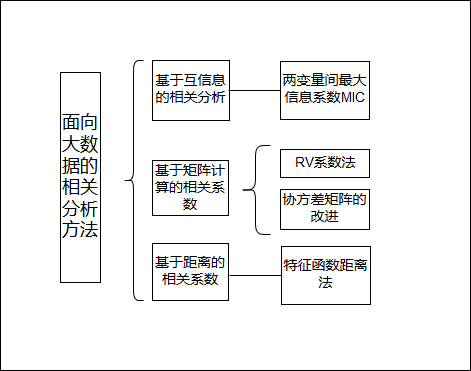 面向
大数
据的
相关
分析
方法
基于互信息
的相关分析
两变量间最大
信息系数MIC
基于矩阵计
算的相关系
数
RV系数法
协方差矩阵的
改进
基于距离的
相关系数
特征函数距离
法